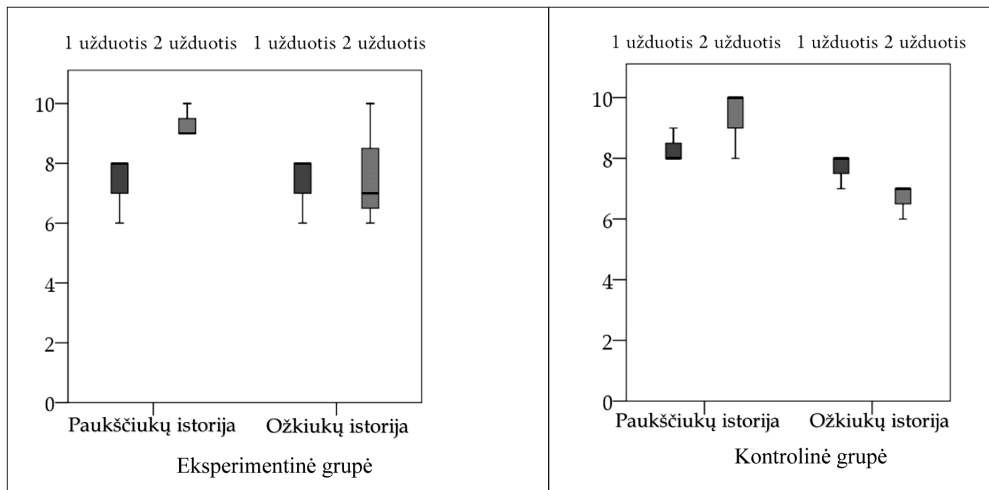 1 užduotis 2 užduotis 1 užduotis 2 užduotis
10
8
6
4
2
0
Paukščiukų istorija Ožkiukų istorija
Eksperimentinė grupė
1 užduotis 2 užduotis 1 užduotis 2 užduotis
10
8
6
4
2
0
Paukščiukų istorija Ožkiukų istorija
Kontrolinė grupė